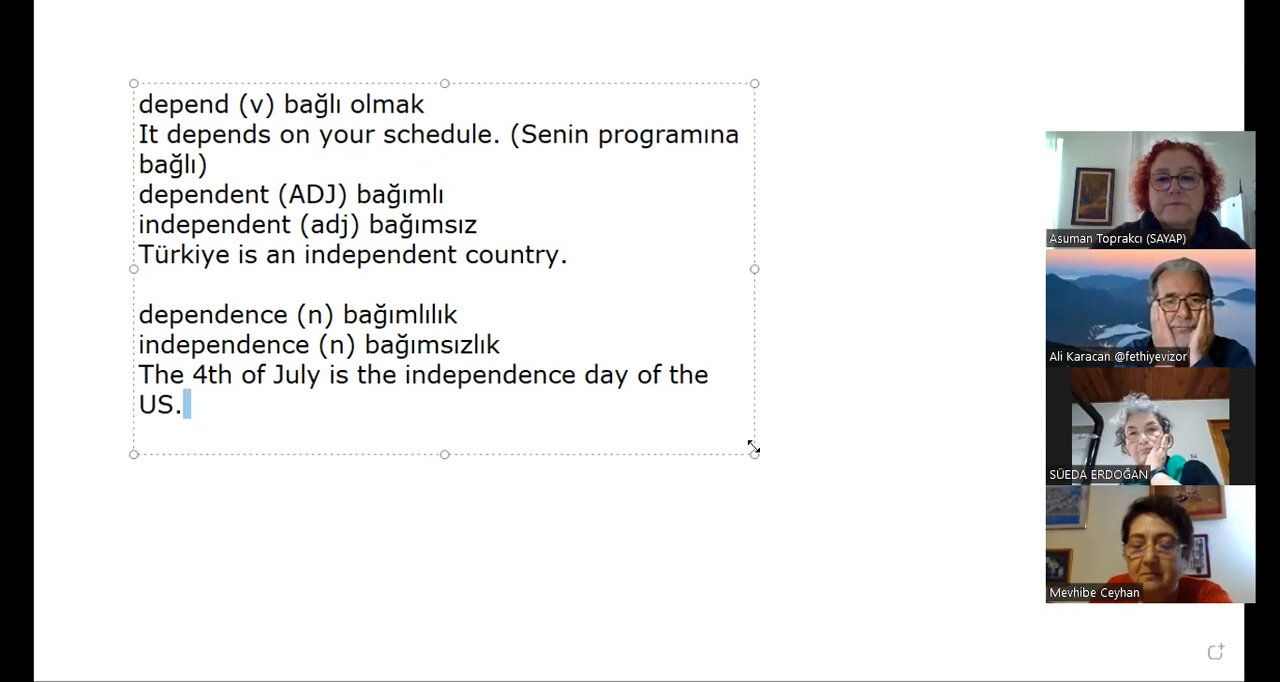 depend (v) bağlı olmak
It depends on your schedule. (Senin programına
bağlı)
dependent (ADJ) bağımlı
independent (adj) bağımsız
Türkiye is an independent country.
dependence (n) bağımlılık
independence (n) bağımsızlık
The 4th of July is the independence day of the
US.
Asuman Toprakcı (SAYAP)
Ali Karacan @fethiyevizor
SÜEDA ERDOĞAN
Mevhibe Ceyhan